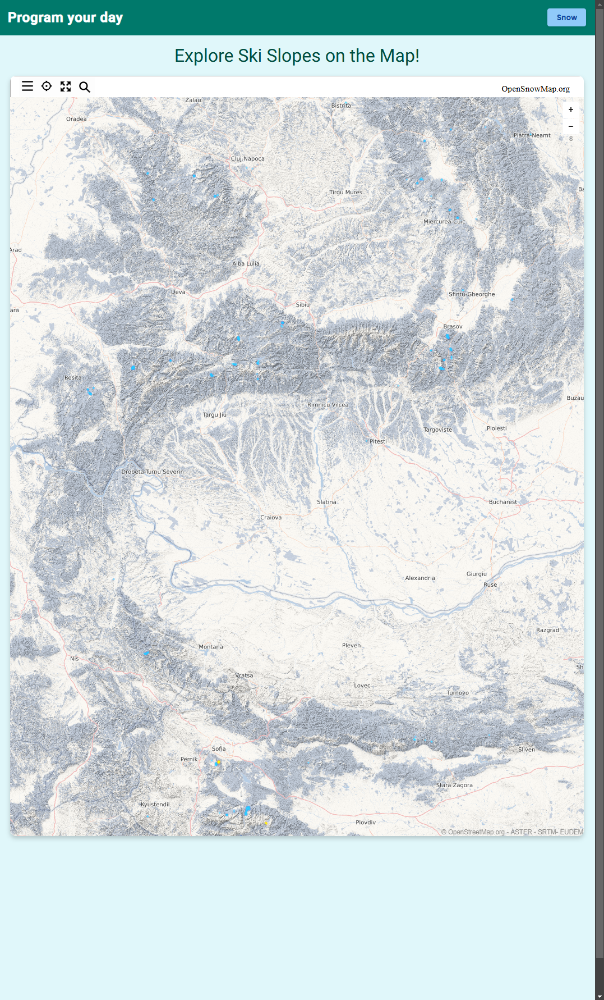 Program your day
Snow
Explore Ski Slopes on the Map!
OpenSnowMap.org
Zalau
Bistrita
+
Oradea
−
Piatra-Neamt
8
Cluj-Napoca
Ba
Tirgu Mures
Miercurea-Cuic
Arad
Alba Lulia
Deva
Sfintu-Gheorghe
Sibiu
ara
Brasov
Resita
Buzau
Rimnicu Vilcea
Targu Jiu
Ploiesti
Targoviste
Pitesti
Drobeta-Turnu Severin
Slatina
Bucharest
Craiova
Giurgiu
Alexandria
Ruse
Razgrad
Pleven
Montana
Nis
Sh
Vratsa
Lovec
Turnovo
Sofia
Sliven
Pernik
Stara Zagora
Kyustendil
Plovdiv
© OpenStreetMap.org - ASTER - SRTM- EUDEM